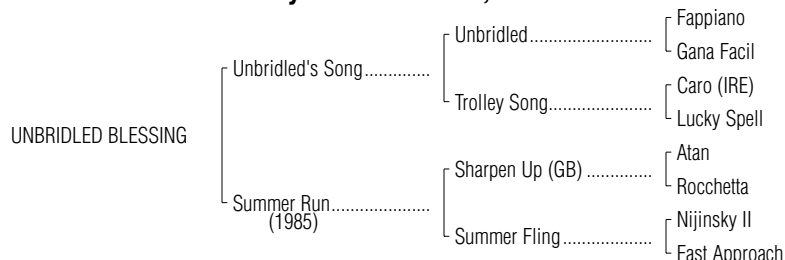 Fappiano
Unbridled
Gana Facil
Unbridled's Song
Caro (IRE)
Trolley Song
Lucky Spell
UNBRIDLED BLESSING
Atan
Sharpen Up (GB)
Rocchetta
Summer Run
(1985)
Nijinsky II
Summer Fling
Fast Approach